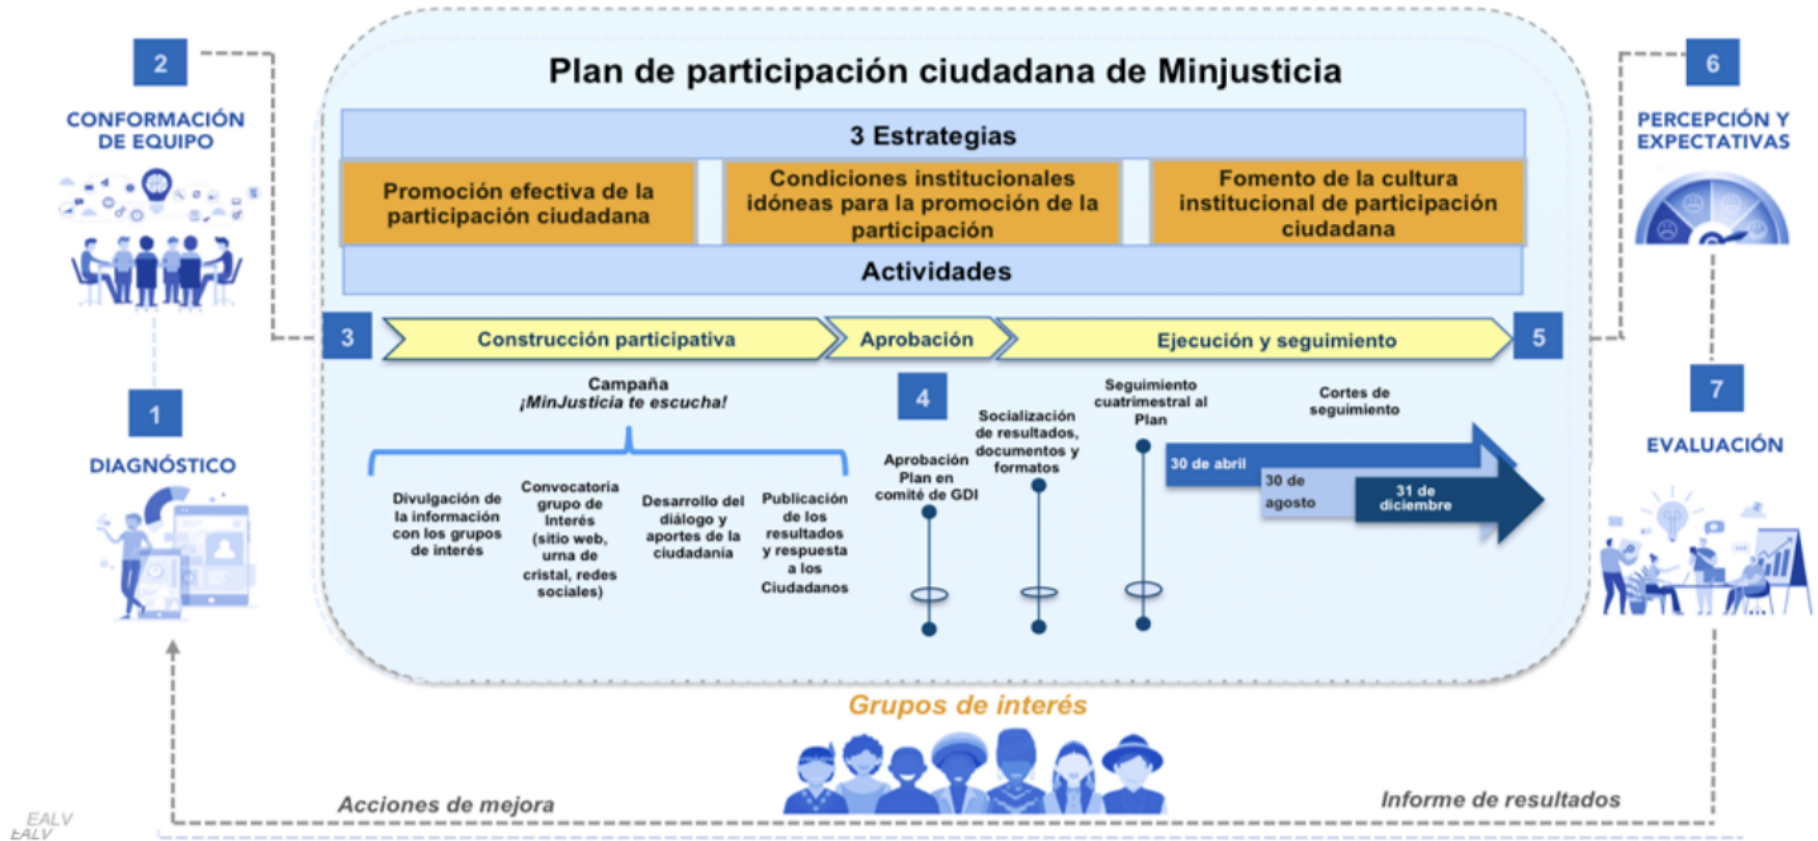 Plan de participación ciudadana de Minjusticia
3 Estrategias
Promoción efectiva de la
participación ciudadana
Condiciones institucionales
idóneas para la promoción de la
participación
Fomento de la cultura
institucional de participación
ciudadana
Actividades
2
CONFORMACIÓN
DE EQUIPO
1
DIAGNÓSTICO
3
Construcción participativa
Aprobación
Ejecución y seguimiento
5
Campaña
¡MinJusticia te escucha!
Divulgación de
la información
con los grupos
de interés
Convocatoria
grupo de
Interés
(sitio web,
urna de
cristal, redes
sociales)
Desarrollo del
diálogo y
aportes de la
ciudadanía
Publicación
de los
resultados
y respuesta
a los
Ciudadanos
4
Aprobación
Plan en
comité de GDI
Socialización
de resultados,
documentos y
formatos
Seguimiento
cuatrimestral al
Plan
Cortes de
seguimiento
30 de abril
30 de
agosto
31 de
diciembre
6
PERCEPCIÓN Y
EXPECTATIVAS
7
EVALUACIÓN
Grupos de interés
Acciones de mejora
Informe de resultados
EALV
EALV